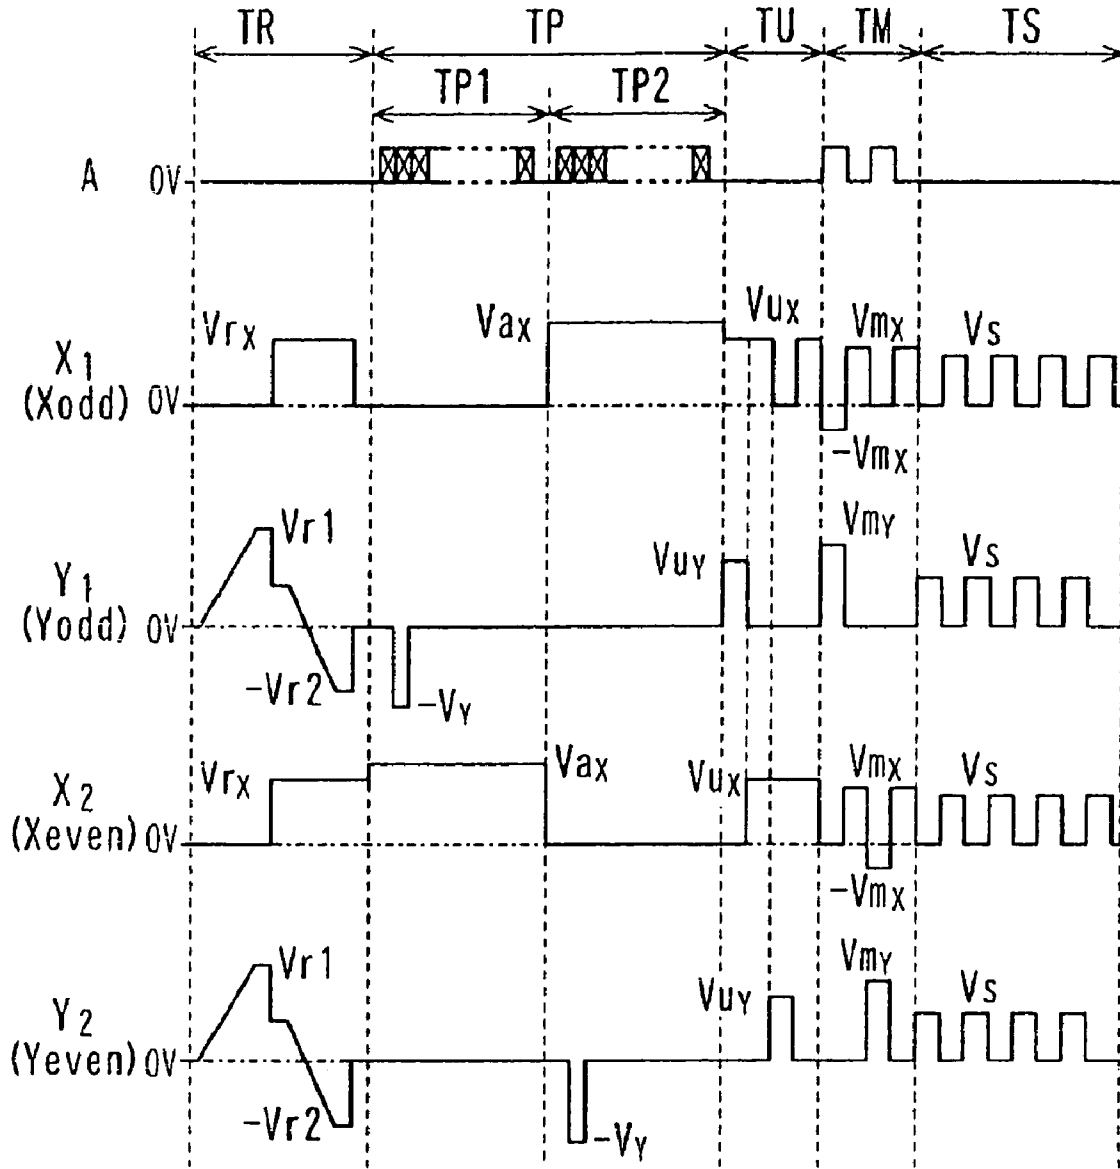 TR TP TU TM TS
TP1 TP2
A 0V
VrX VaX VuX VmX Vs
X1
(Xodd) 0V
-VmX
Vr1 VmY
Y1 VuY Vs
(Yodd) 0V
-Vr2 -VY
VrX VaX VuX VmX Vs
X2
(Xeven) 0V
-VmX
Vr1 VmY
Y2 VuY Vs
(Yeven) 0V
-Vr2 -VY